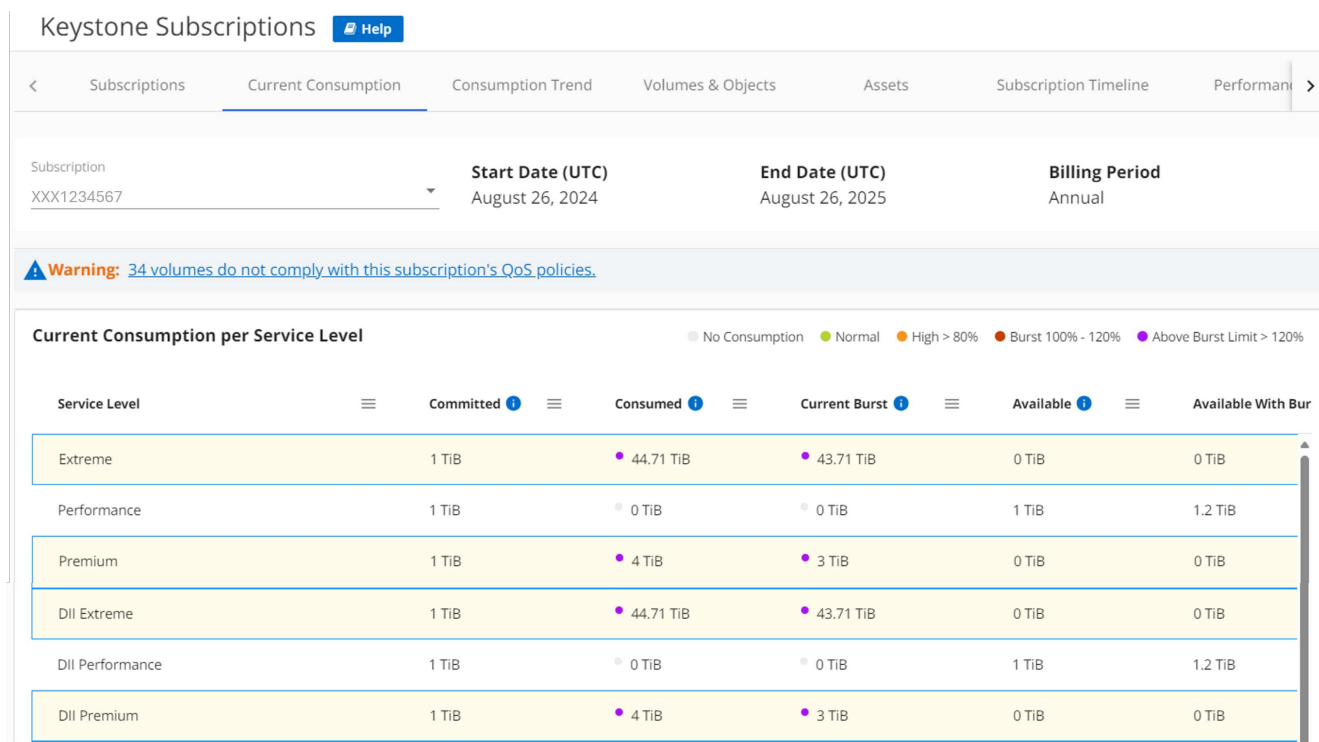 Keystone Subscriptions Help
Subscriptions Current Consumption Consumption Trend Volumes & Objects Assets Subscription Timeline Performanc
Subscription
XXX1234567
Start Date (UTC) End Date (UTC) Billing Period
August 26, 2024 August 26, 2025 Annual
Warning: 34 volumes do not comply with this subscription's QoS policies.
Current Consumption per Service Level No Consumption Normal High > 80% Burst 100% - 120% Above Burst Limit > 120%
Service Level Committed Consumed Current Burst Available Available With Bur
Extreme 1 TiB 44.71 TiB 43.71 TiB 0 TiB 0 TiB
Performance 1 TiB 0 TiB 0 TiB 1 TiB 1.2 TiB
Premium 1 TiB 4 TiB 3 TiB 0 TiB 0 TiB
DII Extreme 1 TiB 44.71 TiB 43.71 TiB 0 TiB 0 TiB
DII Performance 1 TiB 0 TiB 0 TiB 1 TiB 1.2 TiB
DII Premium 1 TiB 4 TiB 3 TiB 0 TiB 0 TiB